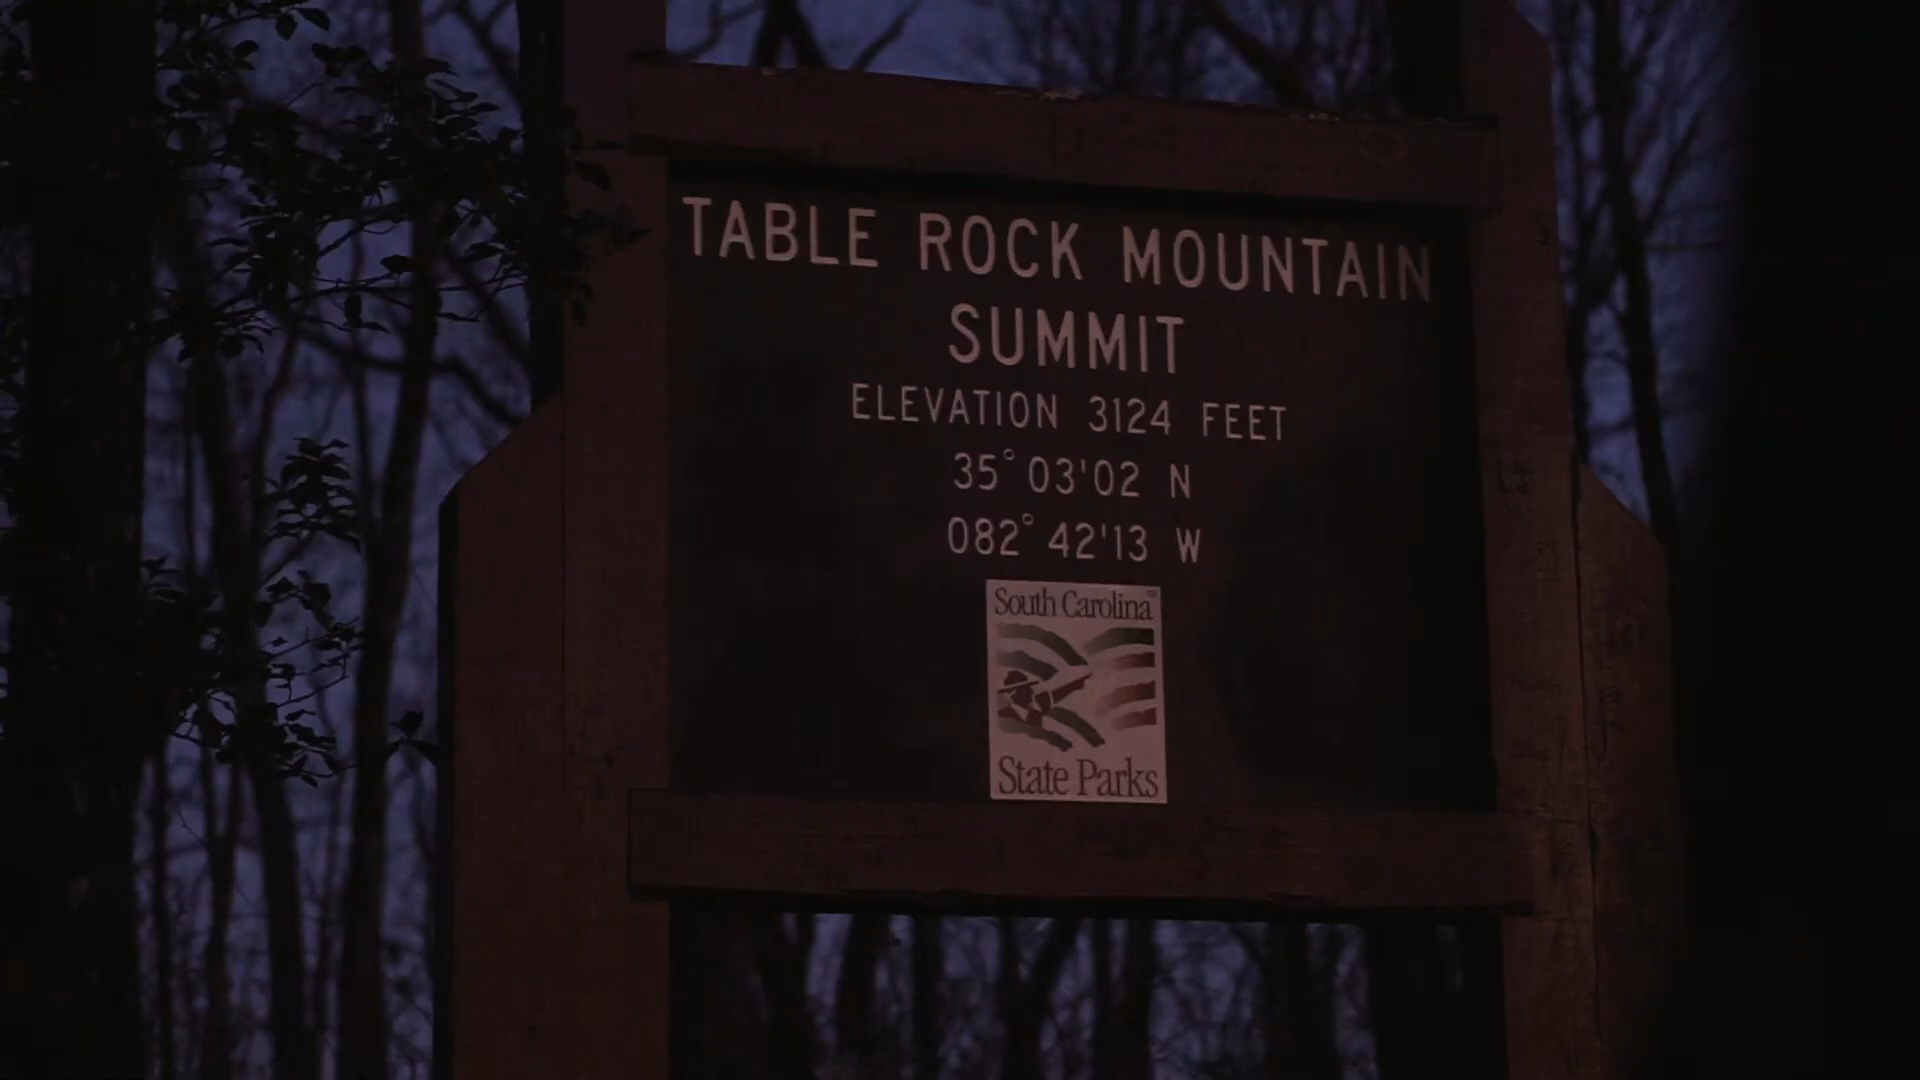 TABLE ROCK MOUNTAIN
SUMMIT
ELEVATION 3124 FEET
35° 03'02 N
082° 42'13 W
South Carolina
State Parks